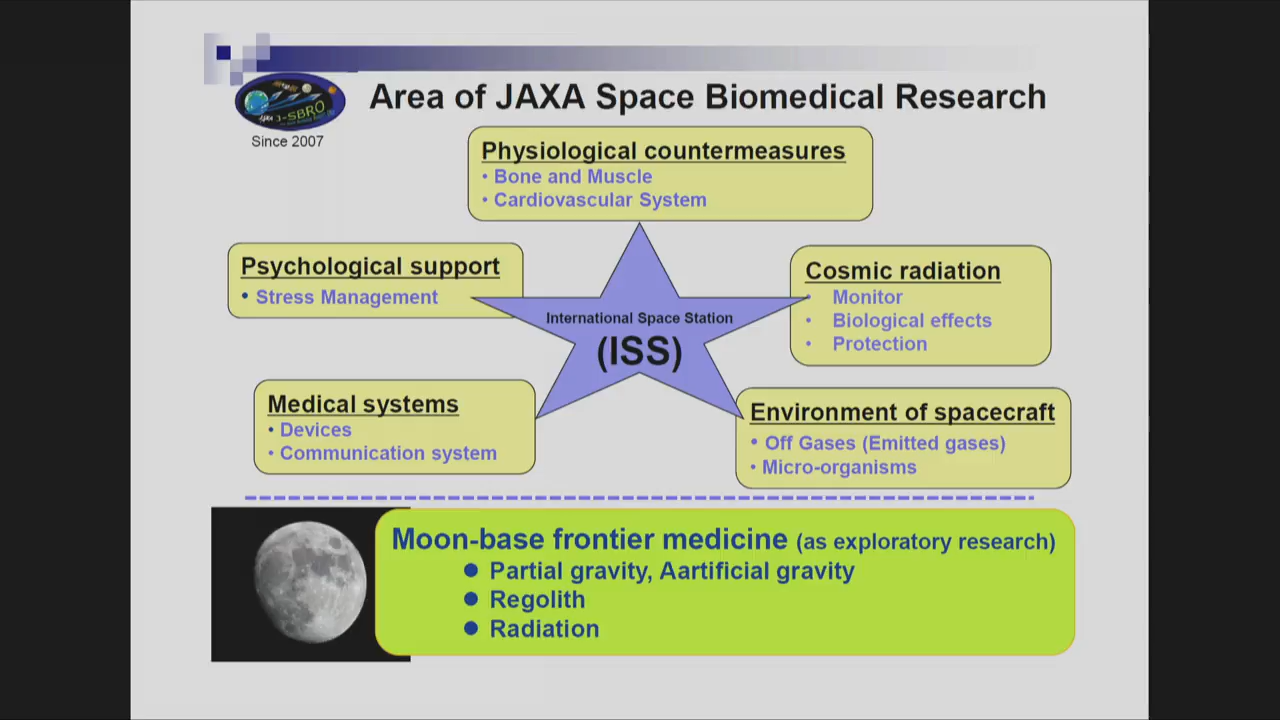 Area of JAXA Space Biomedical Research
J-SBRO
Since 2007
Physiological countermeasures
• Bone and Muscle
• Cardiovascular System
Psychological support
• Stress Management
Cosmic radiation
• Monitor
• Biological effects
• Protection
International Space Station
(ISS)
Medical systems
• Devices
• Communication system
Environment of spacecraft
• Off Gases (Emitted gases)
• Micro-organisms
Moon-base frontier medicine (as exploratory research)
● Partial gravity, Aartificial gravity
● Regolith
● Radiation